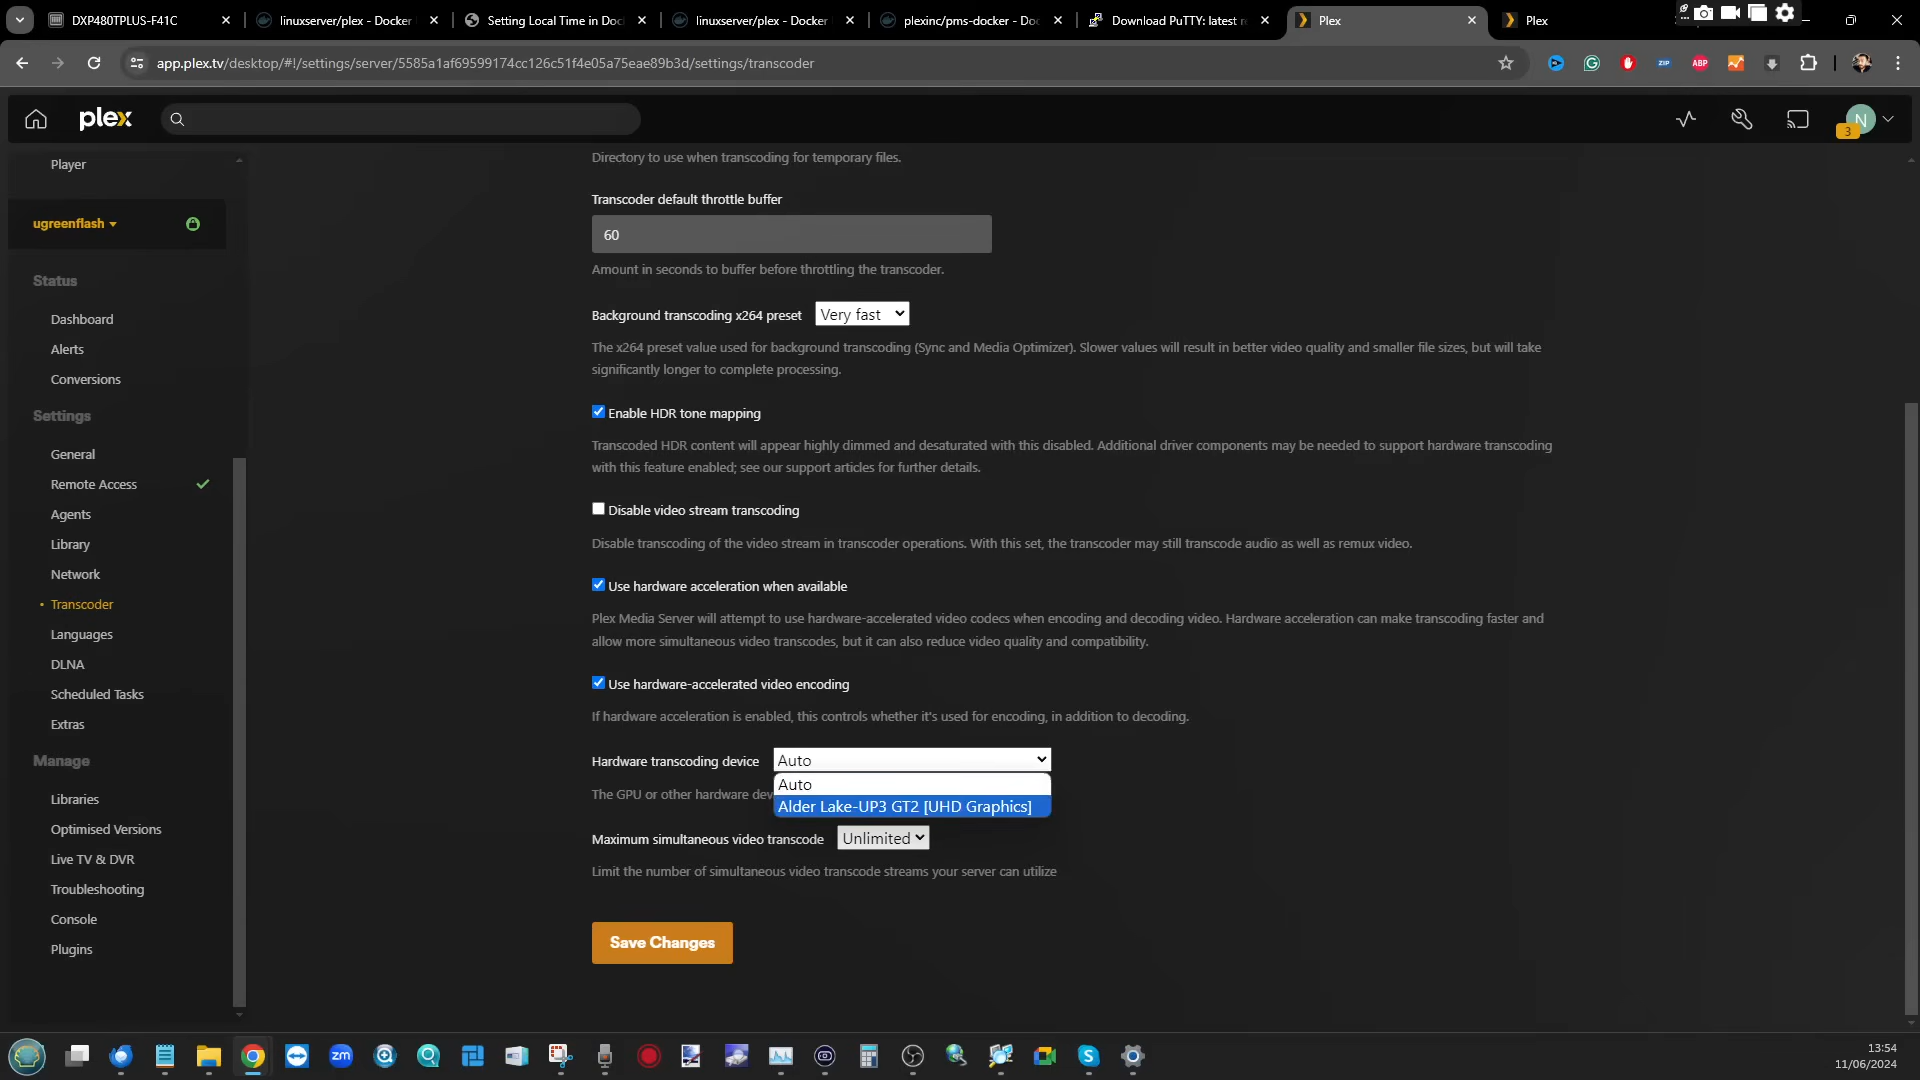 DXP480TPLUS-F41C
linuxserver/plex - Docker
Setting Local Time in Doc
linuxserver/plex - Docker
plexinc/pms-docker - Doc
Download PuTTY: latest re
Plex
Plex
app.plex.tv/desktop/#!/settings/server/5585a1af69599174cc126c51f4e05a75eae89b3d/settings/transcoder
ZIP
ABP
plex
N
3
Player
ugreenflash
Status
Dashboard
Alerts
Conversions
Settings
General
Remote Access
Agents
Library
Network
Transcoder
Languages
DLNA
Scheduled Tasks
Extras
Manage
Libraries
Optimised Versions
Live TV & DVR
Troubleshooting
Console
Plugins
Directory to use when transcoding for temporary files.
Transcoder default throttle buffer
60
Amount in seconds to buffer before throttling the transcoder.
Background transcoding x264 preset Very fast
The x264 preset value used for background transcoding (Sync and Media Optimizer). Slower values will result in better video quality and smaller file sizes, but will take
significantly longer to complete processing.
Enable HDR tone mapping
Transcoded HDR content will appear highly dimmed and desaturated with this disabled. Additional driver components may be needed to support hardware transcoding
with this feature enabled; see our support articles for further details.
Disable video stream transcoding
Disable transcoding of the video stream in transcoder operations. With this set, the transcoder may still transcode audio as well as remux video.
Use hardware acceleration when available
Plex Media Server will attempt to use hardware-accelerated video codecs when encoding and decoding video. Hardware acceleration can make transcoding faster and
allow more simultaneous video transcodes, but it can also reduce video quality and compatibility.
Use hardware-accelerated video encoding
If hardware acceleration is enabled, this controls whether it's used for encoding, in addition to decoding.
Hardware transcoding device Auto
Auto
The GPU or other hardware dev
Alder Lake-UP3 GT2 [UHD Graphics]
Maximum simultaneous video transcode Unlimited
Limit the number of simultaneous video transcode streams your server can utilize
Save Changes
zm
13:54
11/06/2024